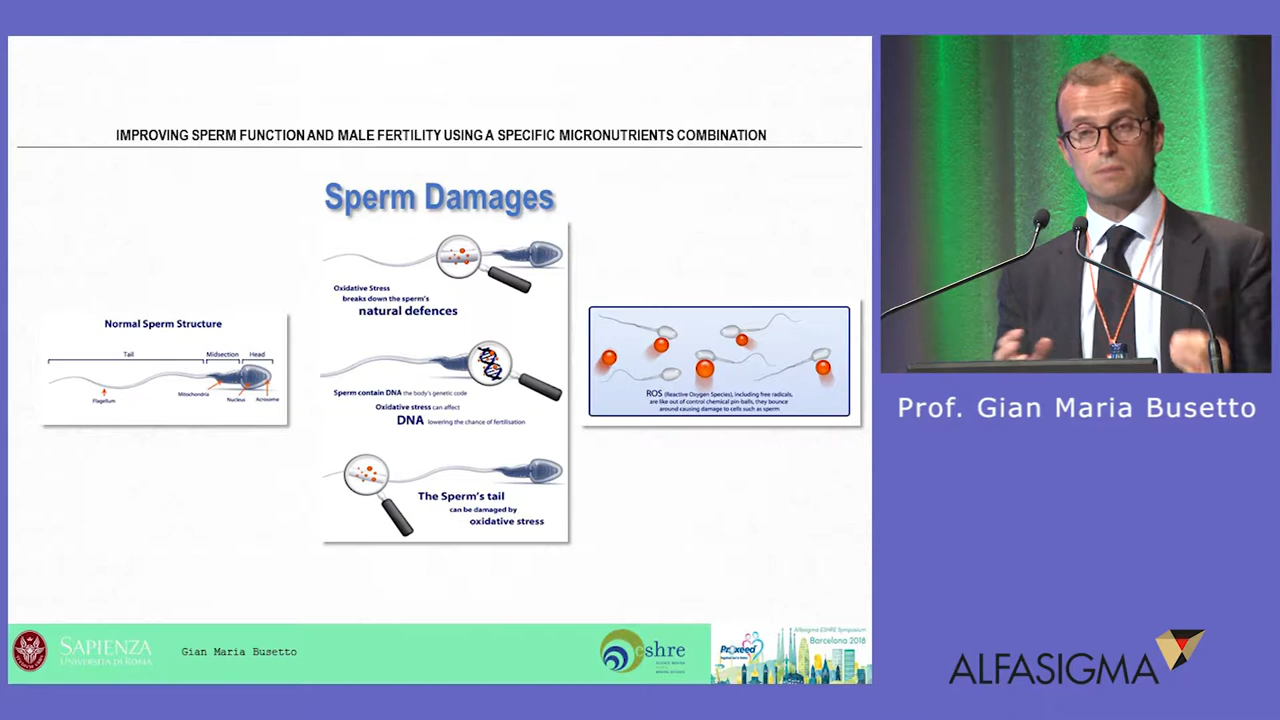 IMPROVING SPERM FUNCTION AND MALE FERTILITY USING A SPECIFIC MICRONUTRIENTS COMBINATION
Sperm Damages
Normal Sperm Structure
Tail
Midsection
Head
Flagellum
Mitochondria
Nucleus
Acrosome
Oxidative Stress
breaks down the sperm's
natural defences
Sperm contain DNA the body's genetic code
Oxidative stress can affect
DNA lowering the chance of fertilisation
The Sperm's tail
can be damaged by
oxidative stress
ROS (Reactive Oxygen Species), including free radicals,
are like out of control chemical pin-balls, they bounce
around causing damage to cells such as sperm
Prof. Gian Maria Busetto
SAPIENZA
UNIVERSITÀ DI ROMA
Gian Maria Busetto
eshre
Proxeed
Alfasigma ESHRE Symposium
Barcelona 2018
ALFASIGMA